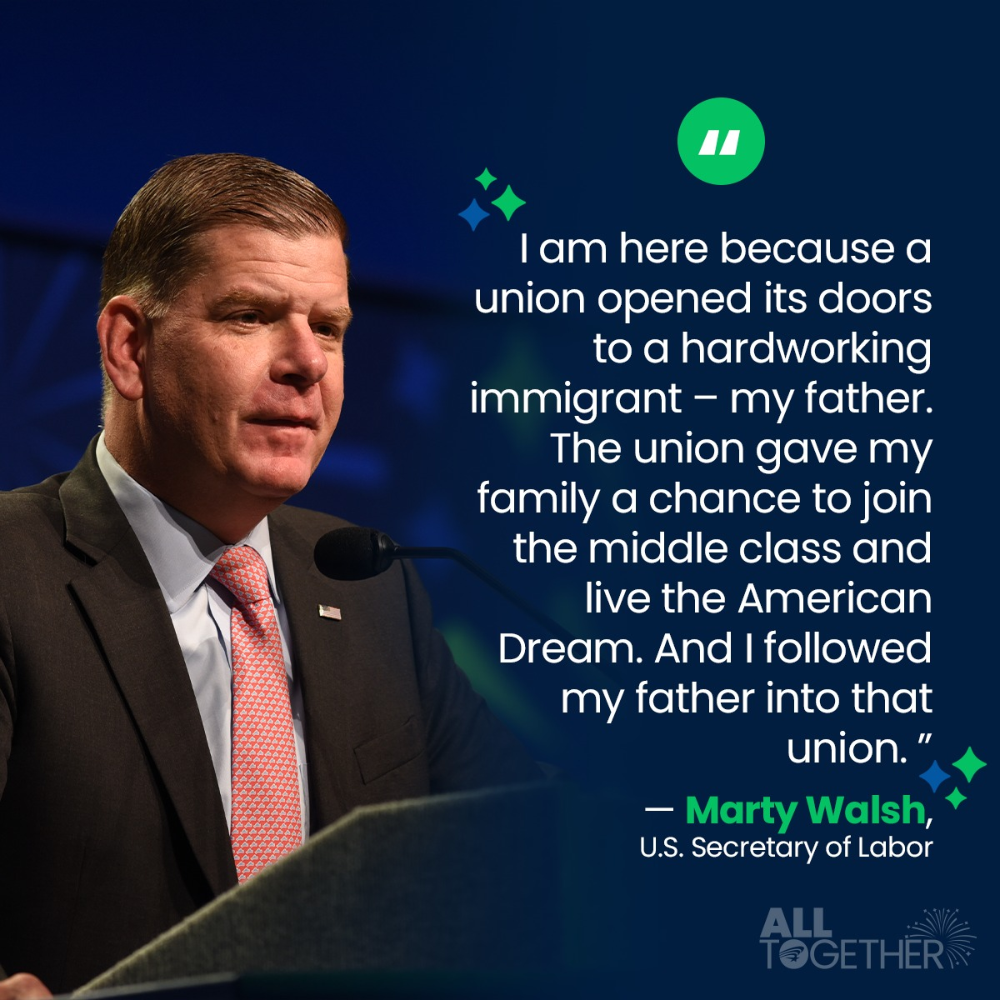 “
I am here because a
union opened its doors
to a hardworking
immigrant – my father.
The union gave my
family a chance to join
the middle class and
live the American
Dream. And I followed
my father into that
union. ”
— Marty Walsh,
U.S. Secretary of Labor
ALL
TOGETHER